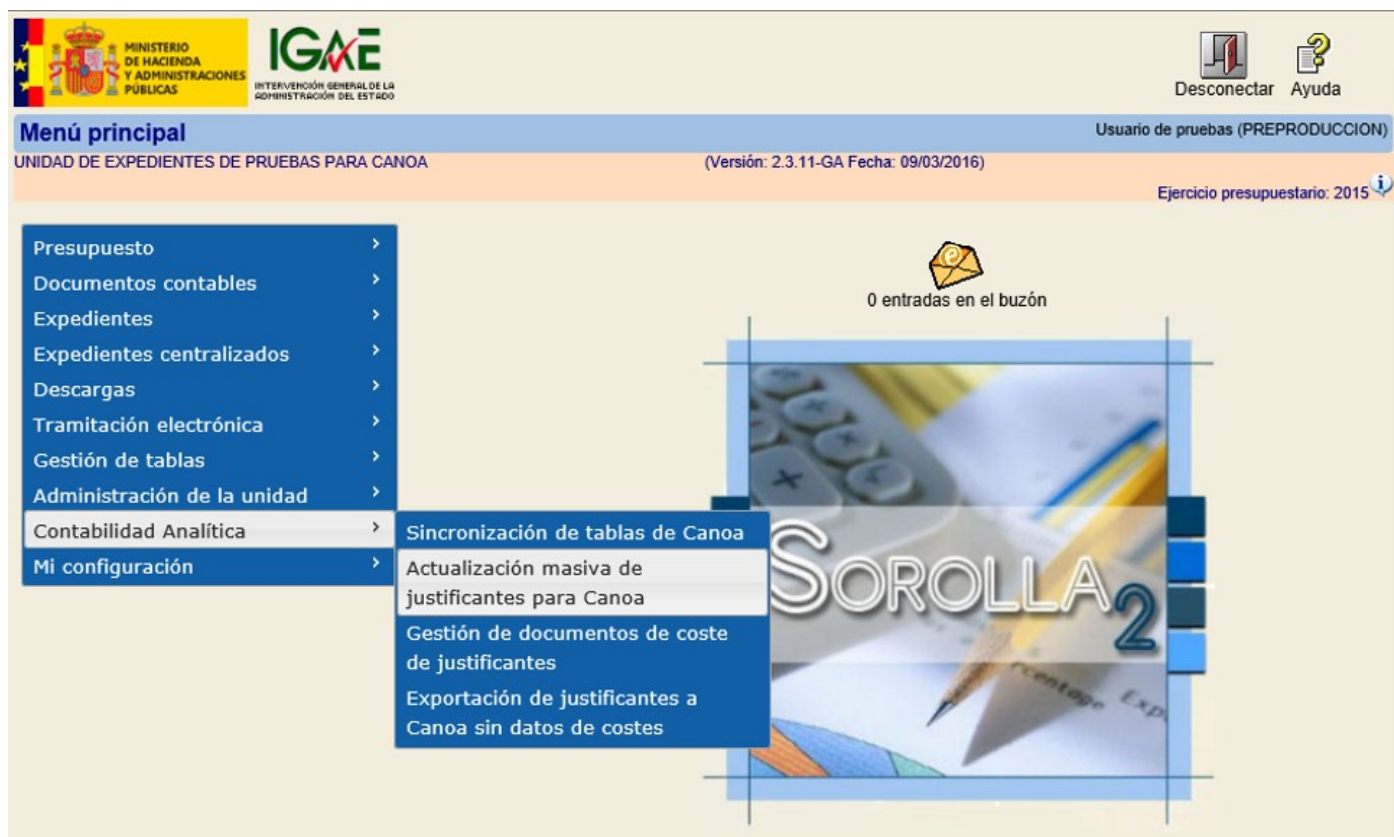 MINISTERIO
DE HACIENDA
Y ADMINISTRACIONES
PÚBLICAS
IGAE
INTERVENCIÓN GENERAL DE LA
ADMINISTRACIÓN DEL ESTADO
Desconectar Ayuda
Menú principal
Usuario de pruebas (PREPRODUCCION)
UNIDAD DE EXPEDIENTES DE PRUEBAS PARA CANOA
(Versión: 2.3.11-GA Fecha: 09/03/2016)
Ejercicio presupuestario: 2015
Presupuesto
Documentos contables
Expedientes
Expedientes centralizados
Descargas
Tramitación electrónica
Gestión de tablas
Administración de la unidad
Contabilidad Analítica
Mi configuración
Sincronización de tablas de Canoa
Actualización masiva de
justificantes para Canoa
Gestión de documentos de coste
de justificantes
Exportación de justificantes a
Canoa sin datos de costes
0 entradas en el buzón
SOROLLA2
rcentage Exp